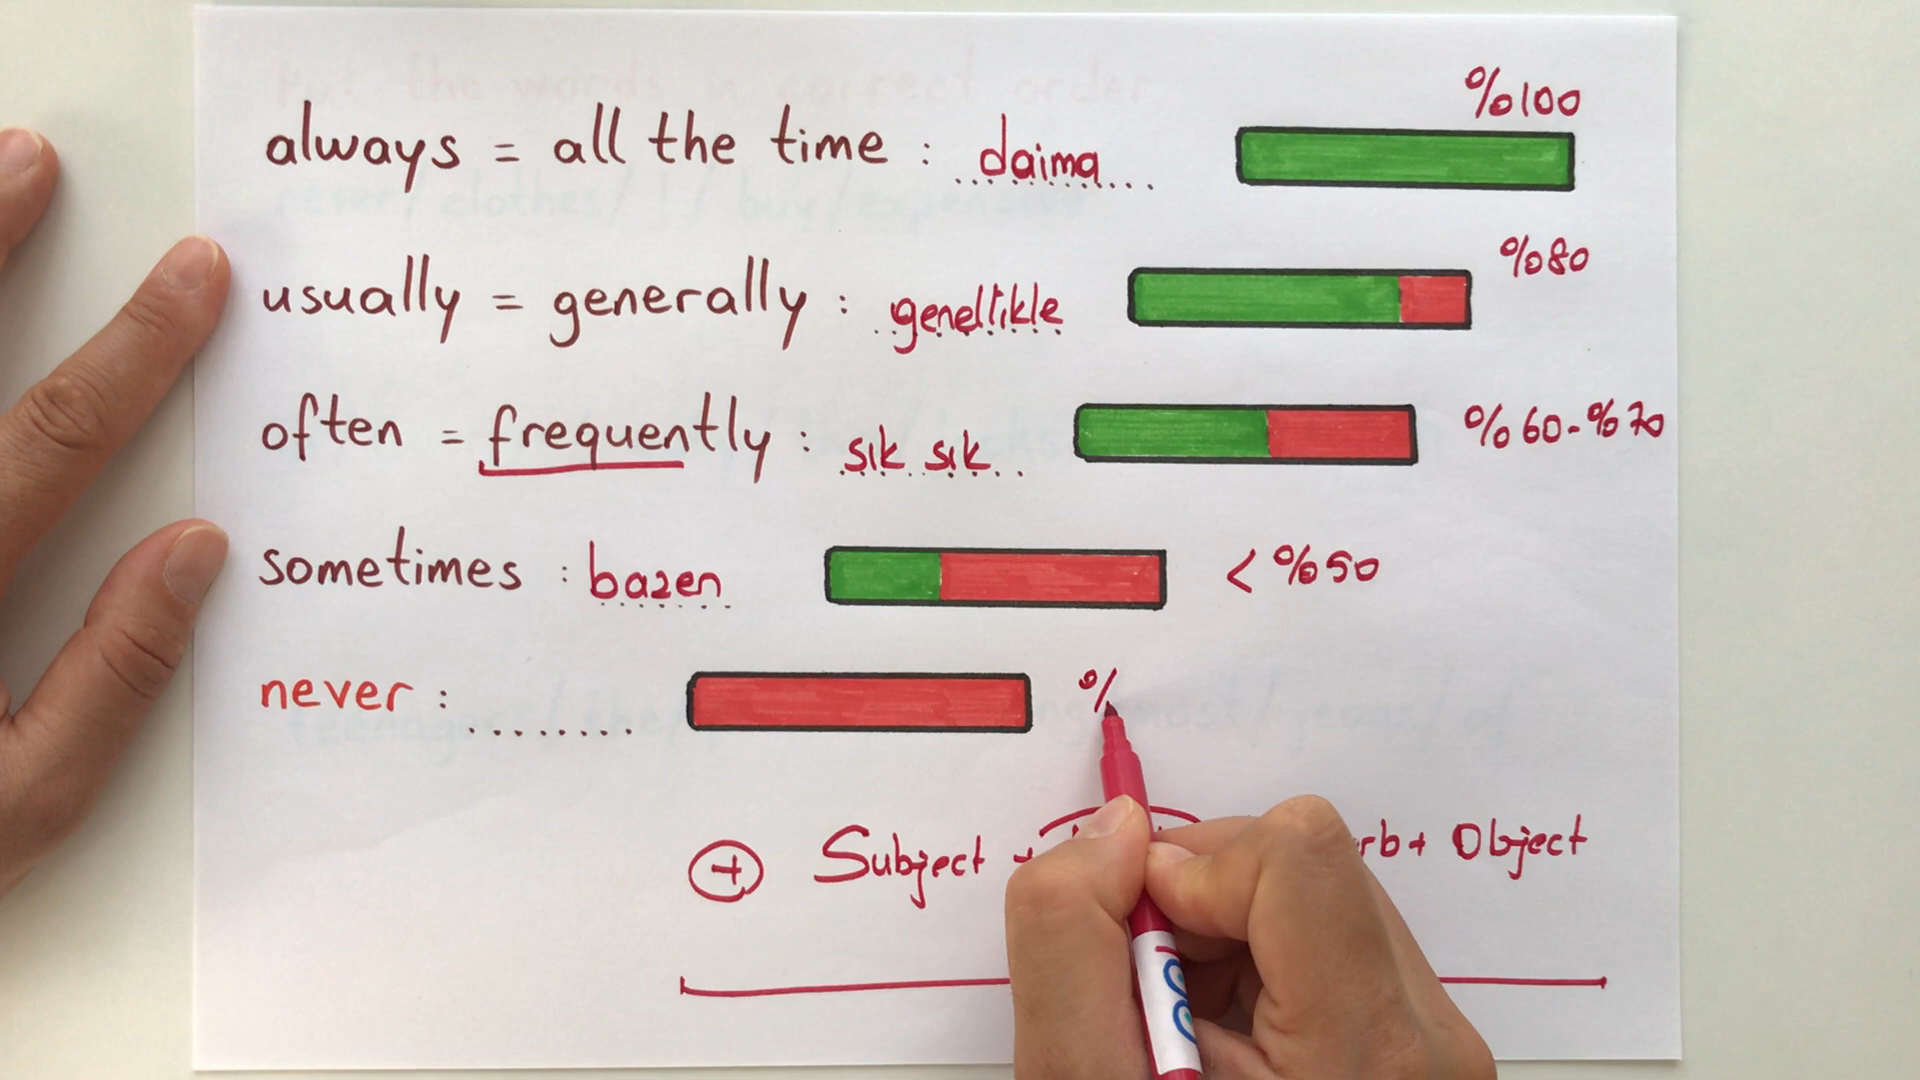 %100
always = all the time : daima
%80
usually = generally : genellikle
often = frequently : sık sık %60-%70
sometimes : bazen < %50
never : %
+ Subject + rb + Object